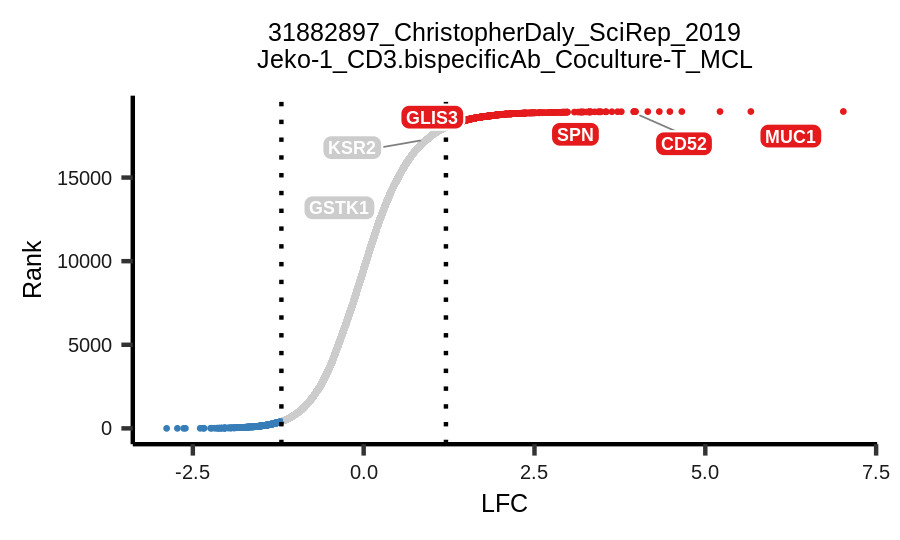 31882897_ChristopherDaly_SciRep_2019
Jeko-1_CD3.bispecificAb_Coculture-T_MCL
GLIS3
SPN
MUC1
CD52
KSR2
GSTK1
15000
10000
5000
0
Rank
-2.5
0.0
2.5
5.0
7.5
LFC